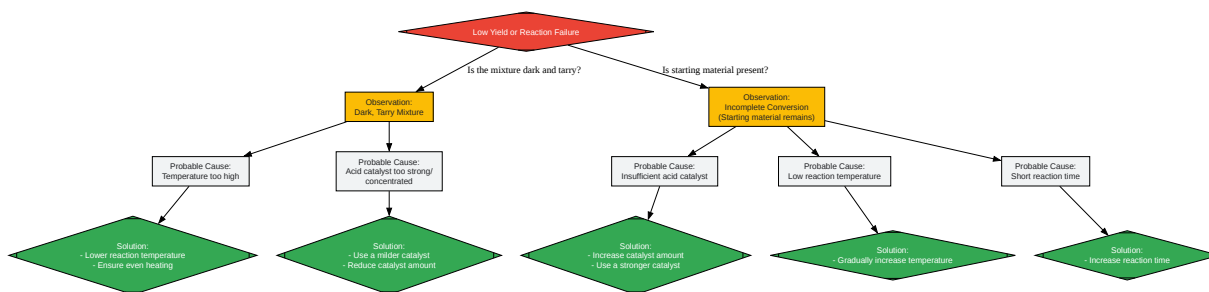 Low Yield or Reaction Failure
Is the mixture dark and tarry?
Is starting material present?
Observation:
Dark, Tarry Mixture
Observation:
Incomplete Conversion
(Starting material remains)
Probable Cause:
Temperature too high
Probable Cause:
Acid catalyst too strong/
concentrated
Probable Cause:
Insufficient acid catalyst
Probable Cause:
Low reaction temperature
Probable Cause:
Short reaction time
Solution:
- Lower reaction temperature
- Ensure even heating
Solution:
- Use a milder catalyst
- Reduce catalyst amount
Solution:
- Increase catalyst amount
- Use a stronger catalyst
Solution:
- Gradually increase temperature
Solution:
- Increase reaction time